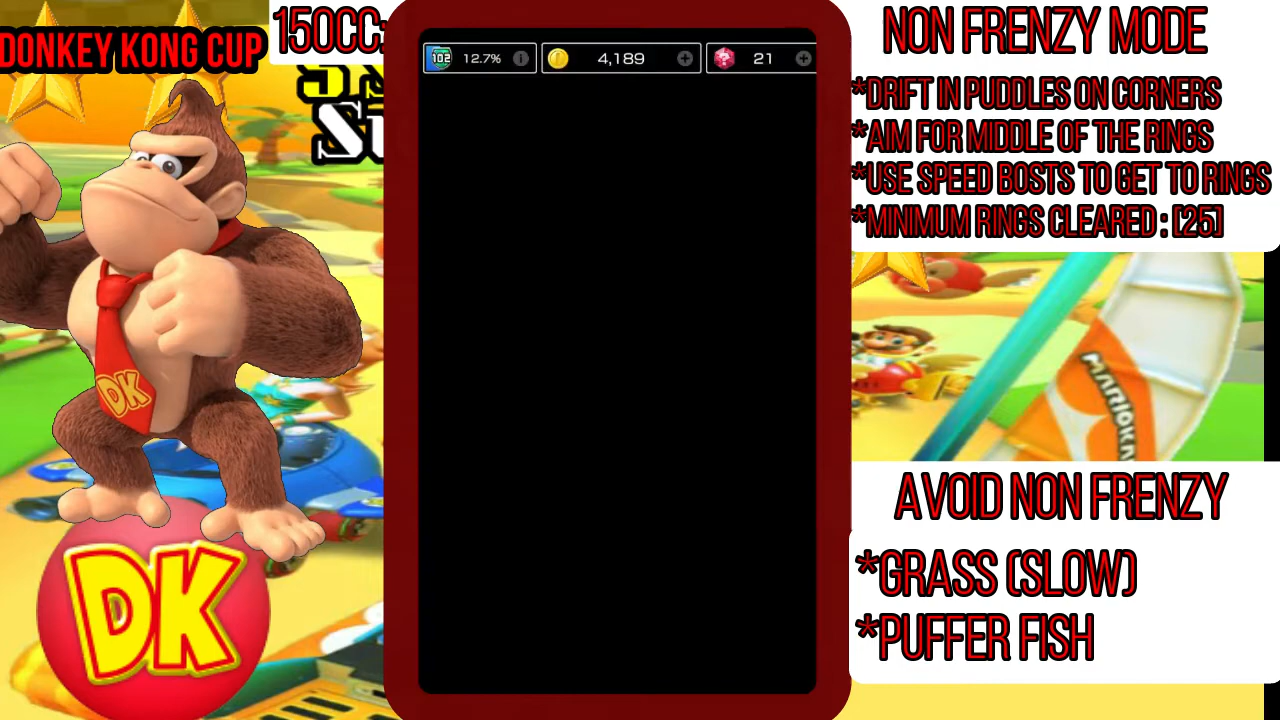 DONKEY KONG CUP
150CC:
102
12.7%
4,189
21
DK
DK
NON FRENZY MODE
*DRIFT IN PUDDLES ON CORNERS
*AIM FOR MIDDLE OF THE RINGS
*USE SPEED BOSTS TO GET TO RINGS
*MINIMUM RINGS CLEARED : [25]
AVOID NON FRENZY
*GRASS (SLOW)
*PUFFER FISH